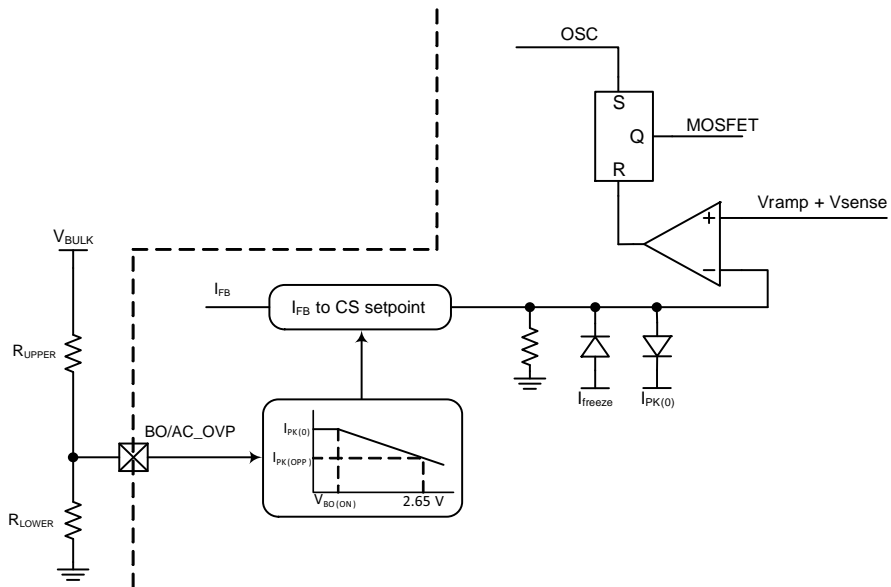 OSC
S
Q
MOSFET
R
Vramp + Vsense
+
−
V_BULK
I_FB
I_FB to CS setpoint
R_UPPER
I_freeze
I_PK(0)
BO/AC_OVP
I_PK(0)
I_PK(OPP)
V_BO(ON)
2.65 V
R_LOWER